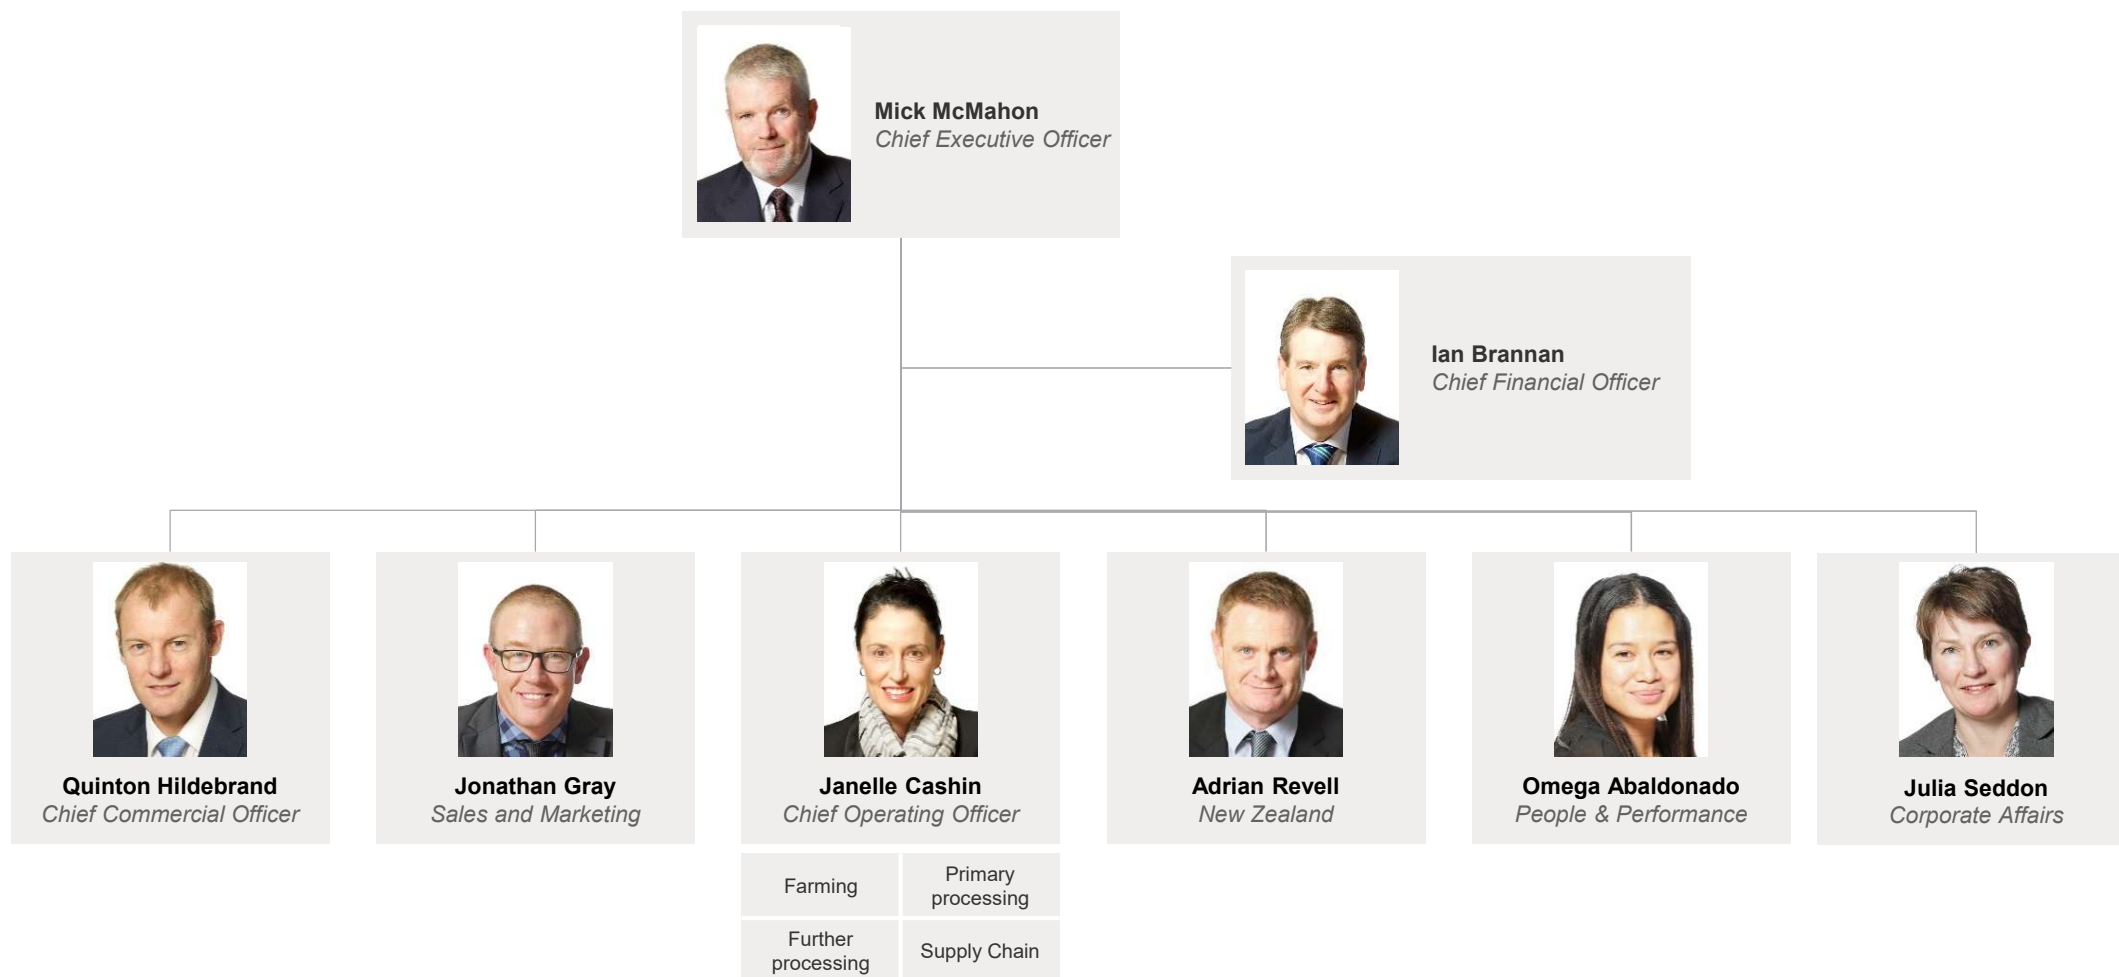 Mick McMahon
Chief Executive Officer
Ian Brannan
Chief Financial Officer
Quinton Hildebrand
Chief Commercial Officer
Jonathan Gray
Sales and Marketing
Janelle Cashin
Chief Operating Officer
Adrian Revell
New Zealand
Omega Abaldonado
People & Performance
Julia Seddon
Corporate Affairs
Farming
Primary
processing
Further
processing
Supply Chain